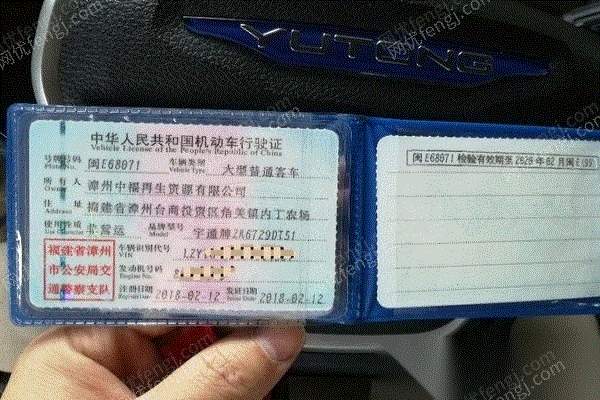 YUTONG
中华人民共和国机动车行驶证
Vehicle License of the People's Republic of China
号牌号码 闽E68071 车辆类型 大型普通客车
Plate No. Vehicle Type
所有人 漳州中福再生资源有限公司
Owner
住址 福建省漳州台商投资区角美镇内工农场
Address
使用性质 非营运 品牌型号 宇通牌ZK6729DT51
Use Character Model
福建省漳州市公安局交通警察支队
车辆识别代号 LZY
VIN
发动机号码
Engine No.
注册日期 2018-02-12 发证日期 2018-02-12
Register Date Issue Date
闽E68071 检验有效期至2029年02月闽E(99)
网优fengj.com
youfengj.com